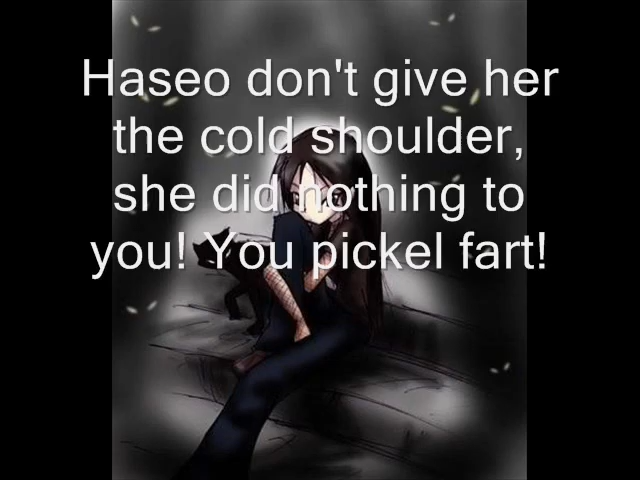 Haseo don't give her
the cold shoulder,
she did nothing to
you! You pickel fart!